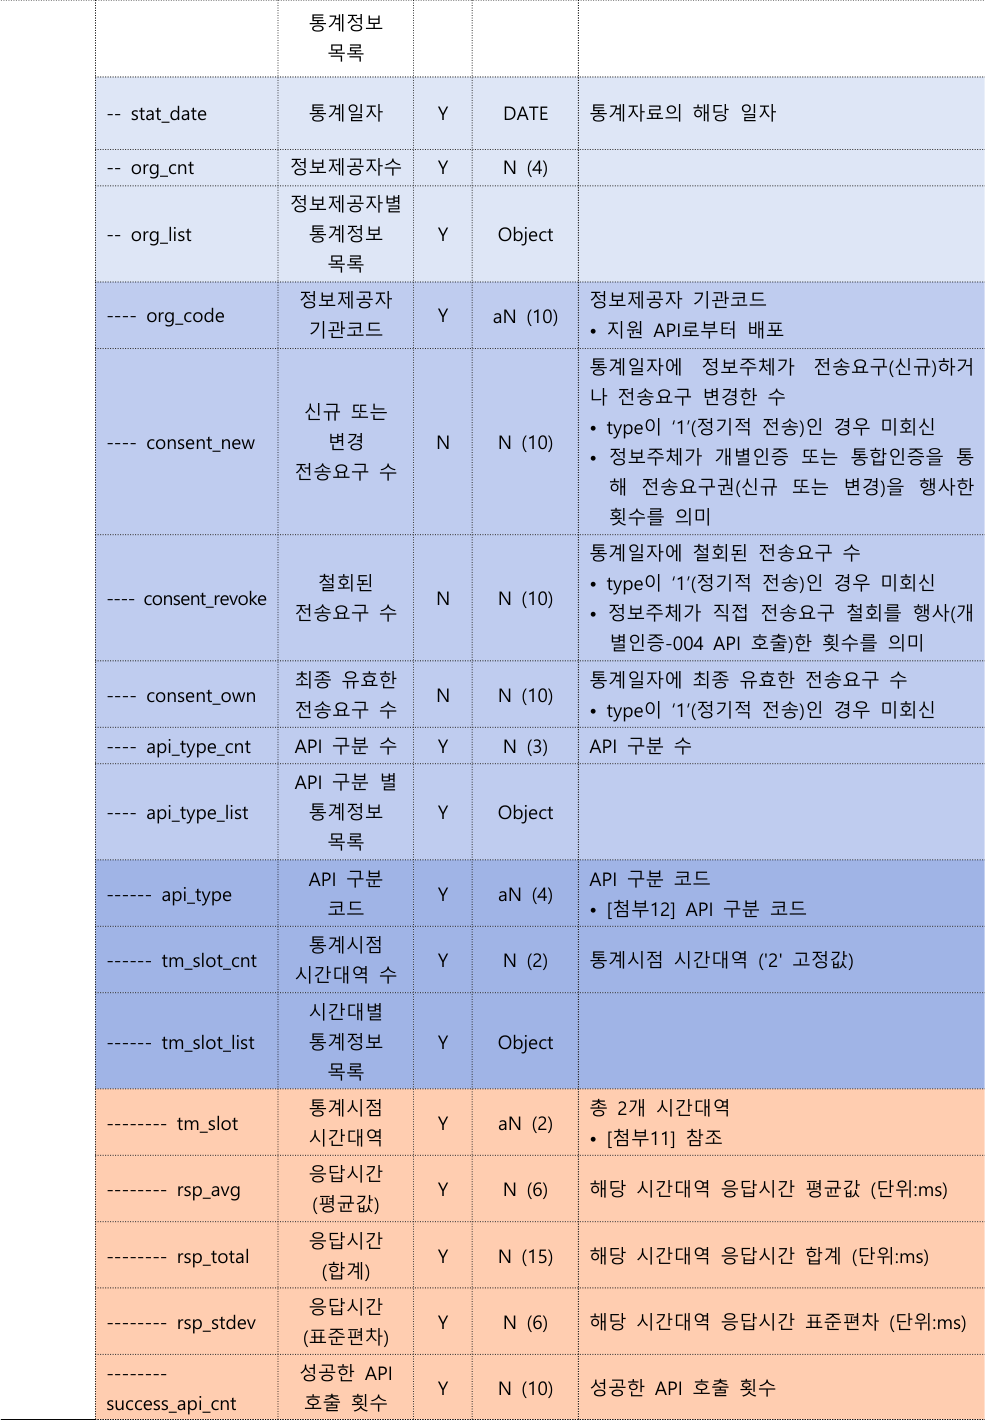 통계정보
목록
-- stat_date 통계일자 Y DATE 통계자료의 해당 일자
-- org_cnt 정보제공자수 Y N (4)
-- org_list 정보제공자별 통계정보 목록 Y Object
---- org_code 정보제공자 기관코드 Y aN (10) 정보제공자 기관코드
• 지원 API로부터 배포
---- consent_new 신규 또는 변경 전송요구 수 N N (10) 통계일자에 정보주체가 전송요구(신규)하거
나 전송요구 변경한 수
• type이 ‘1’(정기적 전송)인 경우 미회신
• 정보주체가 개별인증 또는 통합인증을 통
해 전송요구권(신규 또는 변경)을 행사한
횟수를 의미
---- consent_revoke 철회된 전송요구 수 N N (10) 통계일자에 철회된 전송요구 수
• type이 ‘1’(정기적 전송)인 경우 미회신
• 정보주체가 직접 전송요구 철회를 행사(개
별인증-004 API 호출)한 횟수를 의미
---- consent_own 최종 유효한 전송요구 수 N N (10) 통계일자에 최종 유효한 전송요구 수
• type이 ‘1’(정기적 전송)인 경우 미회신
---- api_type_cnt API 구분 수 Y N (3) API 구분 수
---- api_type_list API 구분 별 통계정보 목록 Y Object
------ api_type API 구분 코드 Y aN (4) API 구분 코드
• [첨부12] API 구분 코드
------ tm_slot_cnt 통계시점 시간대역 수 Y N (2) 통계시점 시간대역 ('2' 고정값)
------ tm_slot_list 시간대별 통계정보 목록 Y Object
-------- tm_slot 통계시점 시간대역 Y aN (2) 총 2개 시간대역
• [첨부11] 참조
-------- rsp_avg 응답시간 (평균값) Y N (6) 해당 시간대역 응답시간 평균값 (단위:ms)
-------- rsp_total 응답시간 (합계) Y N (15) 해당 시간대역 응답시간 합계 (단위:ms)
-------- rsp_stdev 응답시간 (표준편차) Y N (6) 해당 시간대역 응답시간 표준편차 (단위:ms)
-------- success_api_cnt 성공한 API 호출 횟수 Y N (10) 성공한 API 호출 횟수